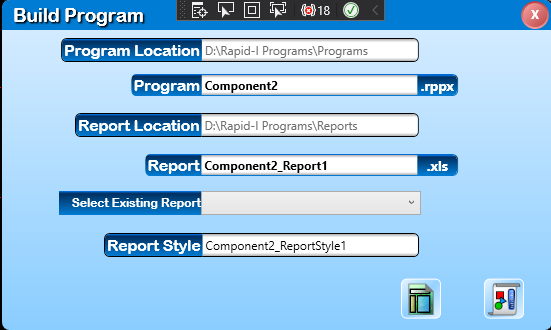 Build Program
18
X
Program Location D:\Rapid-I Programs\Programs
Program Component2 .rppx
Report Location D:\Rapid-I Programs\Reports
Report Component2_Report1 .xls
Select Existing Report
Report Style Component2_ReportStyle1